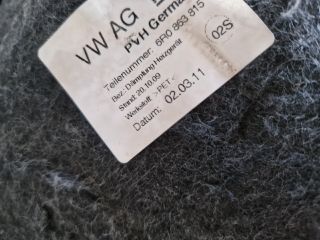 VW AG
PVH Germa
Teilenummer: 6R0 863 815
Bez.: Dämmung Heizgerät
Stand: 20.10.09
Werkstoff: >PET<
Datum: 02.03.11
02S